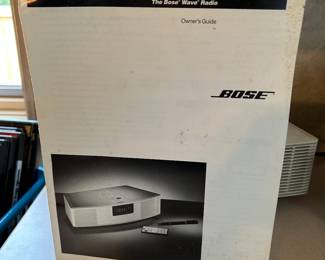 The Bose® Wave® Radio
Owner's Guide
BOSE